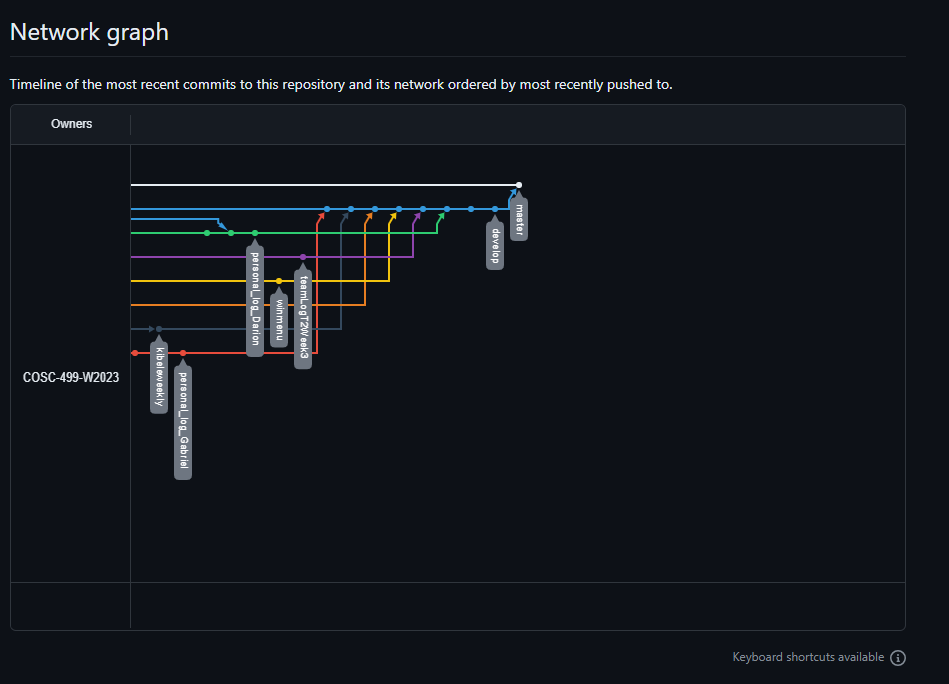 Network graph
Timeline of the most recent commits to this repository and its network ordered by most recently pushed to.
Owners
master
develop
personal_log_Darion
teamLogT2Week3
winmenu
kibeleweekly
personal_log_Gabriel
COSC-499-W2023
Keyboard shortcuts available